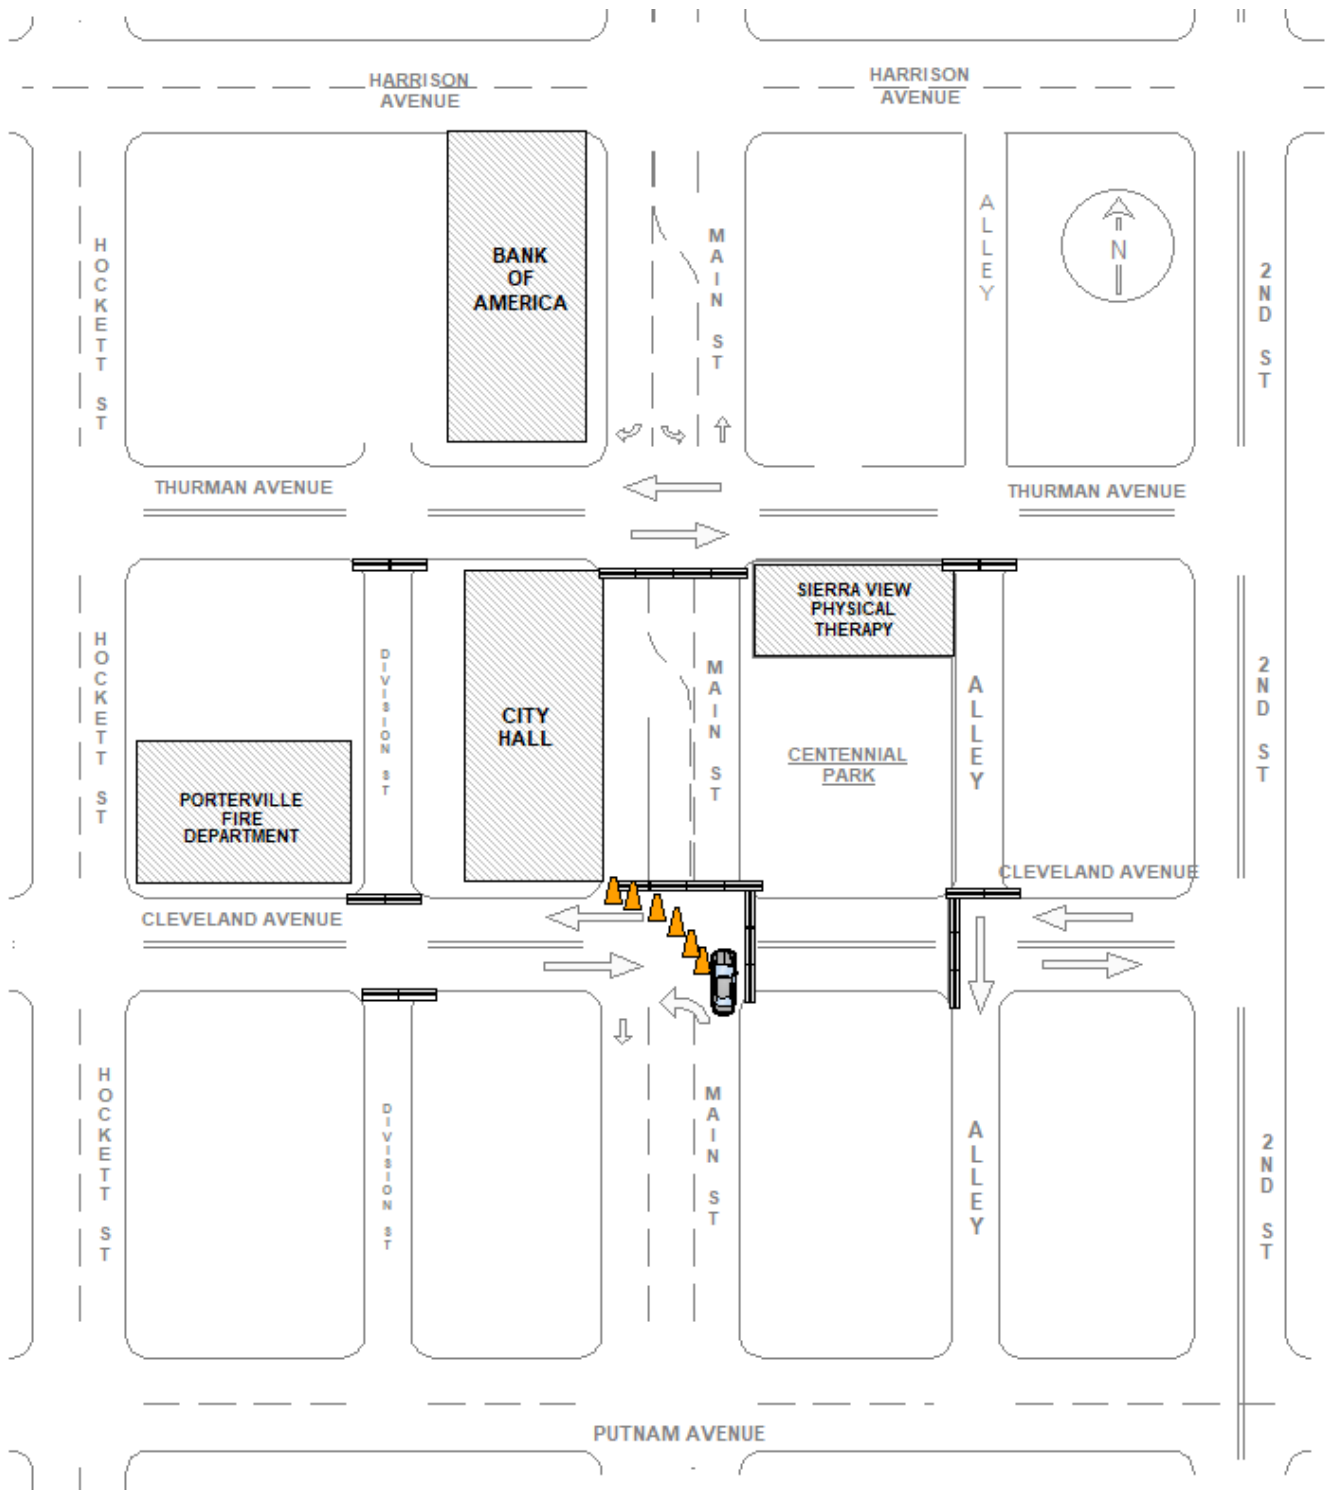 HARRISON
AVENUE
HARRISON
AVENUE
HOCKETT ST
BANK
OF
AMERICA
MAIN ST
ALLEY
N
2ND ST
THURMAN AVENUE
THURMAN AVENUE
HOCKETT ST
PORTERVILLE
FIRE
DEPARTMENT
DIVISION ST
CITY
HALL
MAIN ST
SIERRA VIEW
PHYSICAL
THERAPY
CENTENNIAL
PARK
ALLEY
2ND ST
CLEVELAND AVENUE
CLEVELAND AVENUE
HOCKETT ST
DIVISION ST
MAIN ST
ALLEY
2ND ST
PUTNAM AVENUE